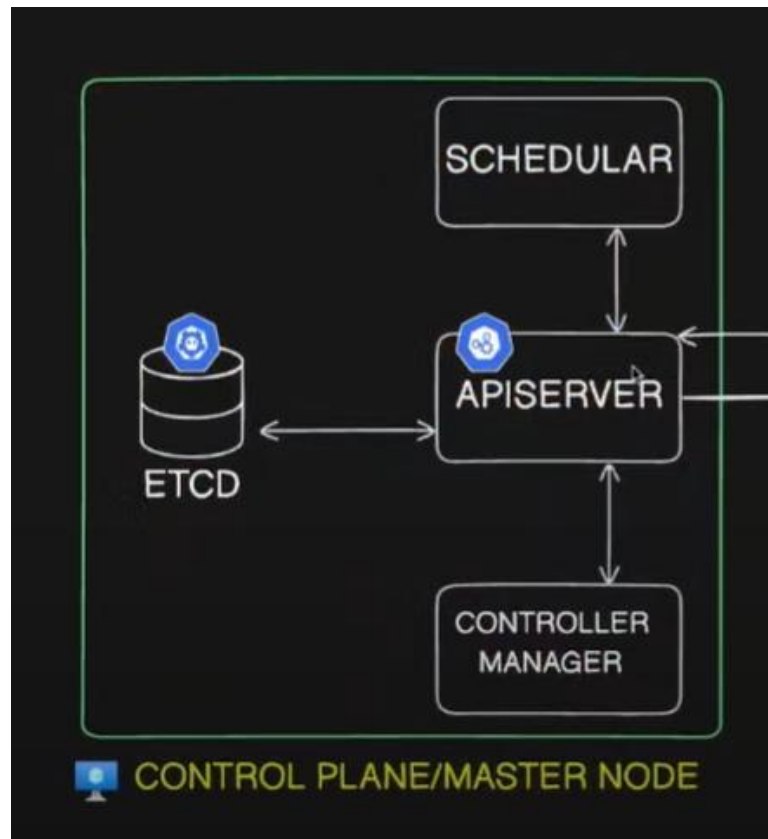 SCHEDULAR
APISERVER
ETCD
CONTROLLER
MANAGER
CONTROL PLANE/MASTER NODE